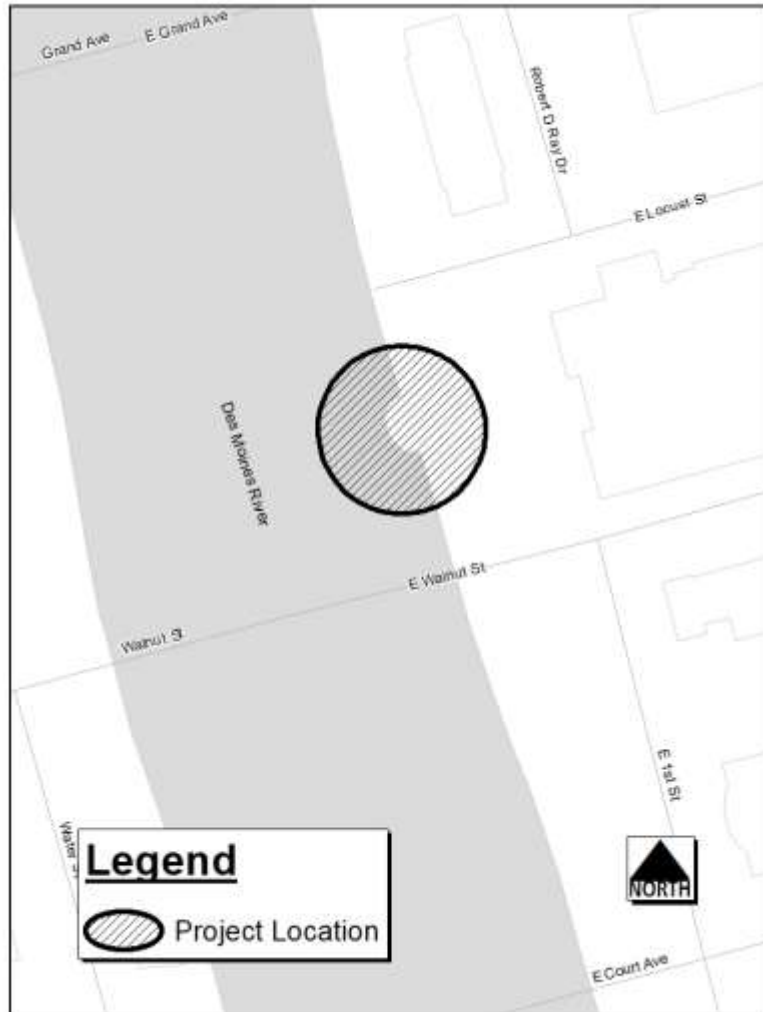 Grand Ave
E Grand Ave
Robert D Ray Dr
E Locust St
Des Moines River
E Walnut St
Walnut St
E 1st St
Water
Legend
Project Location
NORTH
E Court Ave